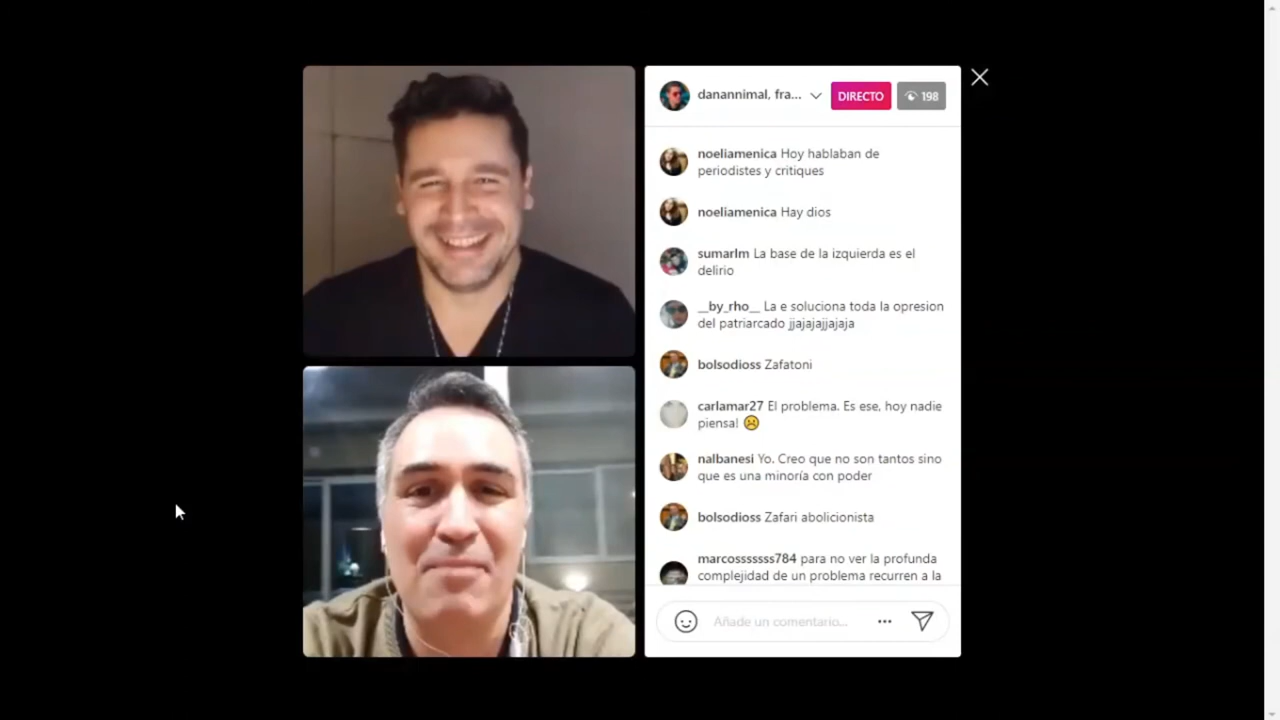 danannimal, fra...
DIRECTO
198
noeliamenica Hoy hablaban de
periodistes y critiques
noeliamenica Hay dios
sumarlm La base de la izquierda es el
delirio
__by_rho__ La e soluciona toda la opresion
del patriarcado jjajajajjajaja
bolsodioss Zafatoni
carlamar27 El problema. Es ese, hoy nadie
piensa! ☹️
nalbanesi Yo. Creo que no son tantos sino
que es una minoría con poder
bolsodioss Zafari abolicionista
marcosssssss784 para no ver la profunda
complejidad de un problema recurren a la
Añade un comentario...